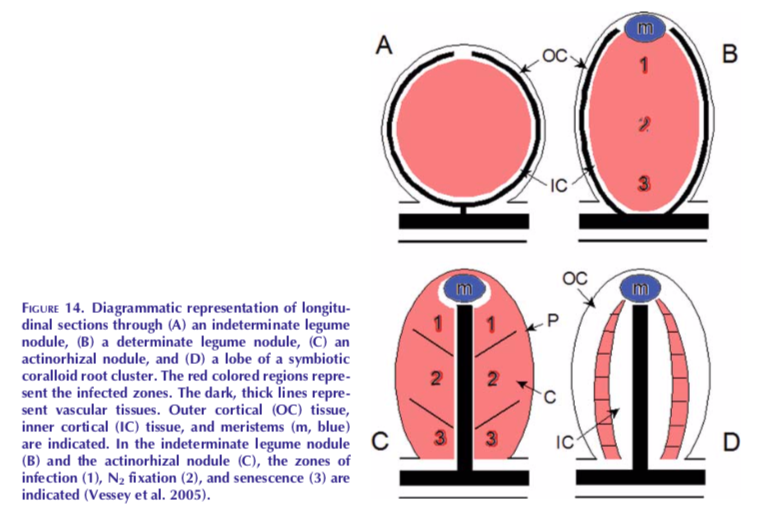 A
OC
m
B
1
2
3
IC
m
1 1
P
2 2
C
3 3
C
OC
m
IC
D
FIGURE 14. Diagrammatic representation of longitu-
dinal sections through (A) an indeterminate legume
nodule, (B) a determinate legume nodule, (C) an
actinorhizal nodule, and (D) a lobe of a symbiotic
coralloid root cluster. The red colored regions repre-
sent the infected zones. The dark, thick lines repre-
sent vascular tissues. Outer cortical (OC) tissue,
inner cortical (IC) tissue, and meristems (m, blue)
are indicated. In the indeterminate legume nodule
(B) and the actinorhizal nodule (C), the zones of
infection (1), N₂ fixation (2), and senescence (3) are
indicated (Vessey et al. 2005).